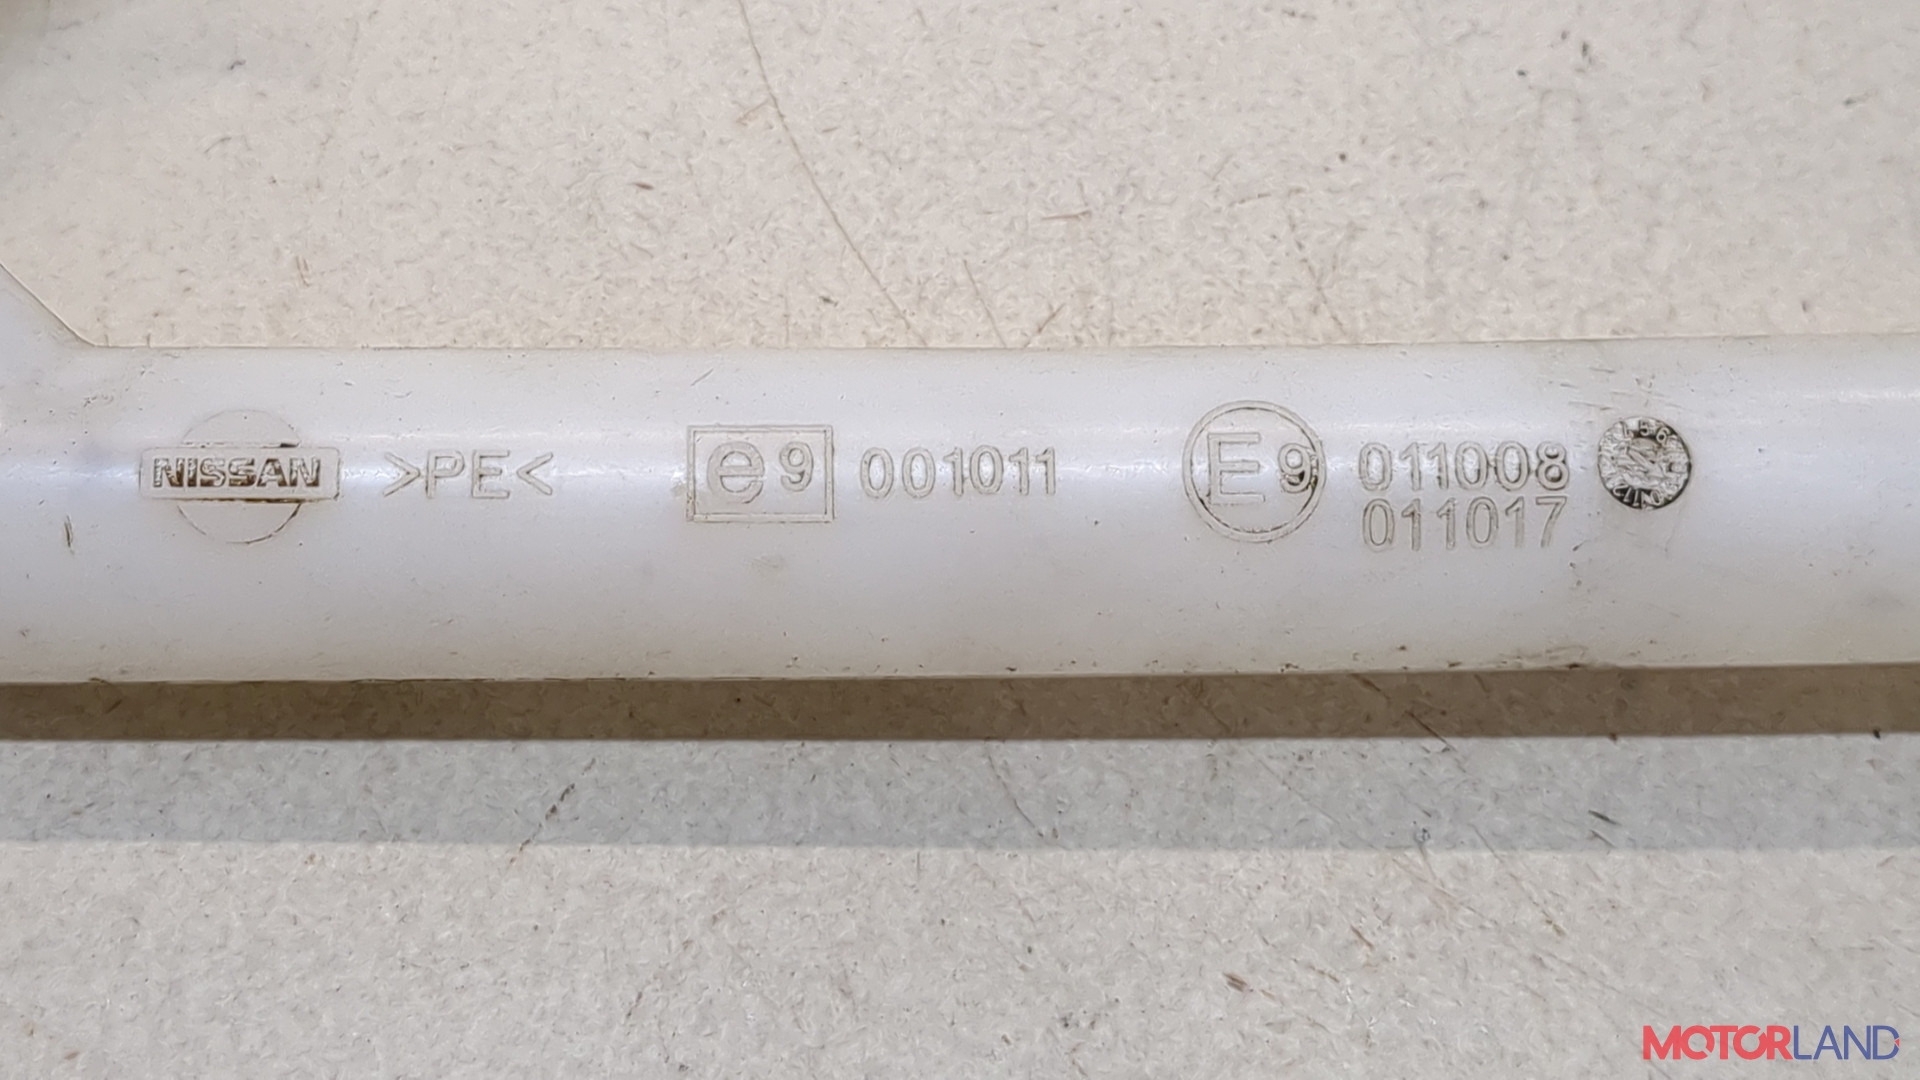 NISSAN >PE< e9 001011 E9 011008
011017
MOTORLAND